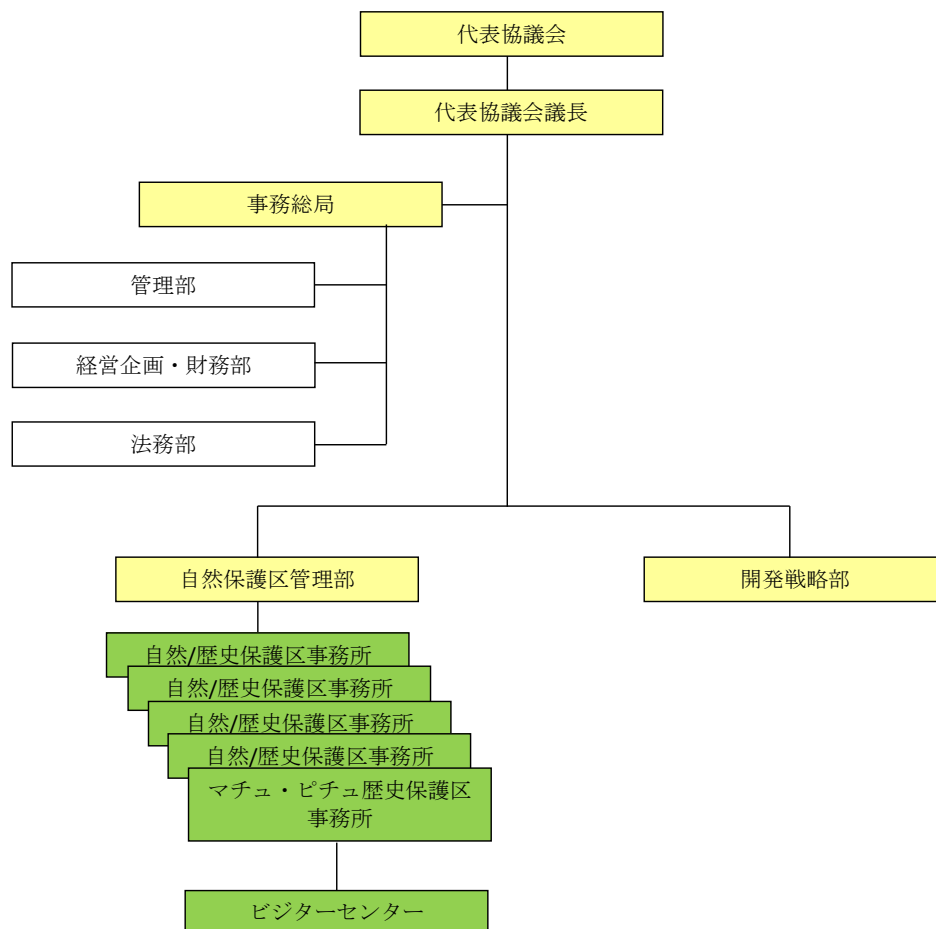 代表協議会
代表協議会議長
事務総局
管理部
経営企画・財務部
法務部
自然保護区管理部
開発戦略部
自然/歴史保護区事務所
自然/歴史保護区事務所
自然/歴史保護区事務所
自然/歴史保護区事務所
マチュ・ピチュ歴史保護区
事務所
ビジターセンター